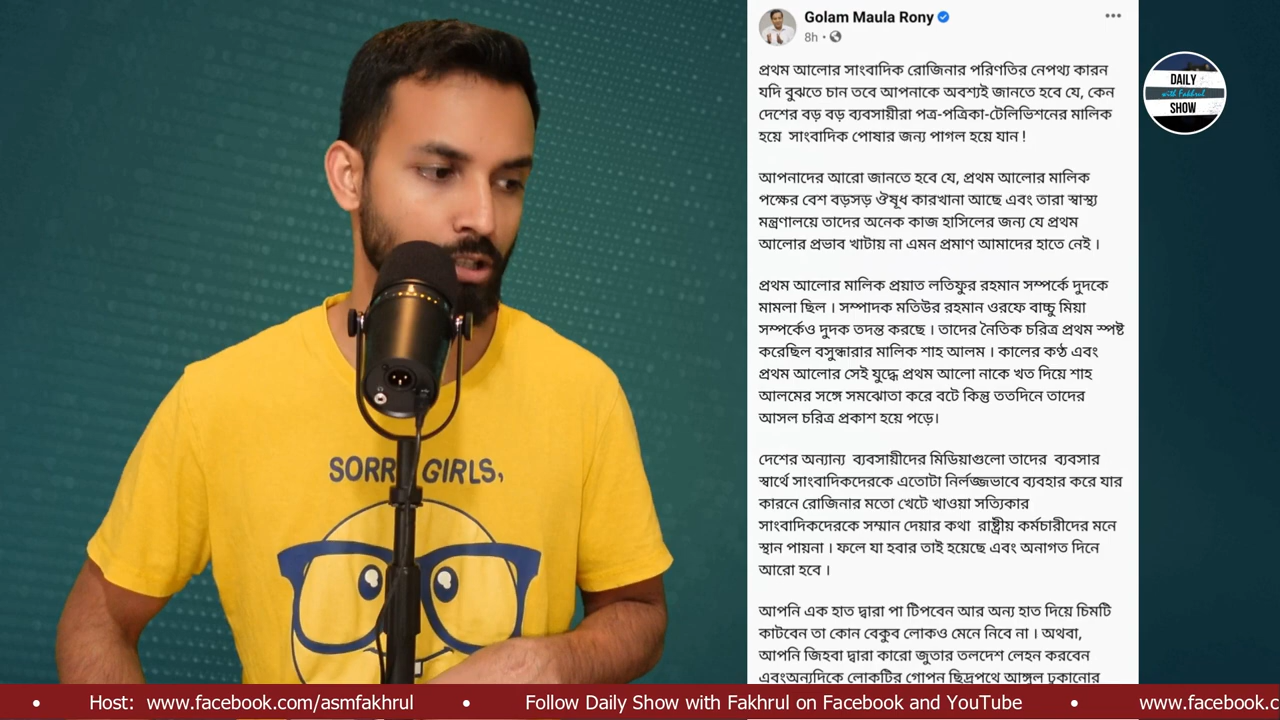 Golam Maula Rony
8h
প্রথম আলোর সাংবাদিক রোজিনার পরিণতির নেপথ্য কারন
যদি বুঝতে চান তবে আপনাকে অবশ্যই জানতে হবে যে, কেন
দেশের বড় বড় ব্যবসায়ীরা পত্র-পত্রিকা-টেলিভিশনের মালিক
হয়ে সাংবাদিক পোষার জন্য পাগল হয়ে যান !
আপনাদের আরো জানতে হবে যে, প্রথম আলোর মালিক
পক্ষের বেশ বড়সড় ঔষূধ কারখানা আছে এবং তারা স্বাস্থ্য
মন্ত্রণালয়ে তাদের অনেক কাজ হাসিলের জন্য যে প্রথম
আলোর প্রভাব খাটায় না এমন প্রমাণ আমাদের হাতে নেই ।
প্রথম আলোর মালিক প্রয়াত লতিফুর রহমান সম্পর্কে দুদকে
মামলা ছিল । সম্পাদক মতিউর রহমান ওরফে বাচ্চু মিয়া
সম্পর্কেও দুদক তদন্ত করছে । তাদের নৈতিক চরিত্র প্রথম স্পষ্ট
করেছিল বসুন্ধারার মালিক শাহ আলম । কালের কণ্ঠ এবং
প্রথম আলোর সেই যুদ্ধে প্রথম আলো নাকে খত দিয়ে শাহ
আলমের সঙ্গে সমঝোতা করে বটে কিন্তু ততদিনে তাদের
আসল চরিত্র প্রকাশ হয়ে পড়ে।
দেশের অন্যান্য ব্যবসায়ীদের মিডিয়াগুলো তাদের ব্যবসার
স্বার্থে সাংবাদিকদেরকে এতোটা নির্লজ্জভাবে ব্যবহার করে যার
কারনে রোজিনার মতো খেটে খাওয়া সত্যিকার
সাংবাদিকদেরকে সম্মান দেয়ার কথা রাষ্ট্রীয় কর্মচারীদের মনে
স্থান পায়না । ফলে যা হবার তাই হয়েছে এবং অনাগত দিনে
আরো হবে ।
আপনি এক হাত দ্বারা পা টিপবেন আর অন্য হাত দিয়ে চিমটি
কাটবেন তা কোন বেকুব লোকও মেনে নিবে না । অথবা,
আপনি জিহবা দ্বারা কারো জুতার তলদেশ লেহন করবেন
এবংঅন্যদিকে লোকটির গোপন ছিদ্রপথে আঙ্গুল ঢুকানোর
DAILY
with Fakhrul
SHOW
SORRY GIRLS,
• Host: www.facebook.com/asmfakhrul • Follow Daily Show with Fakhrul on Facebook and YouTube • www.facebook.c